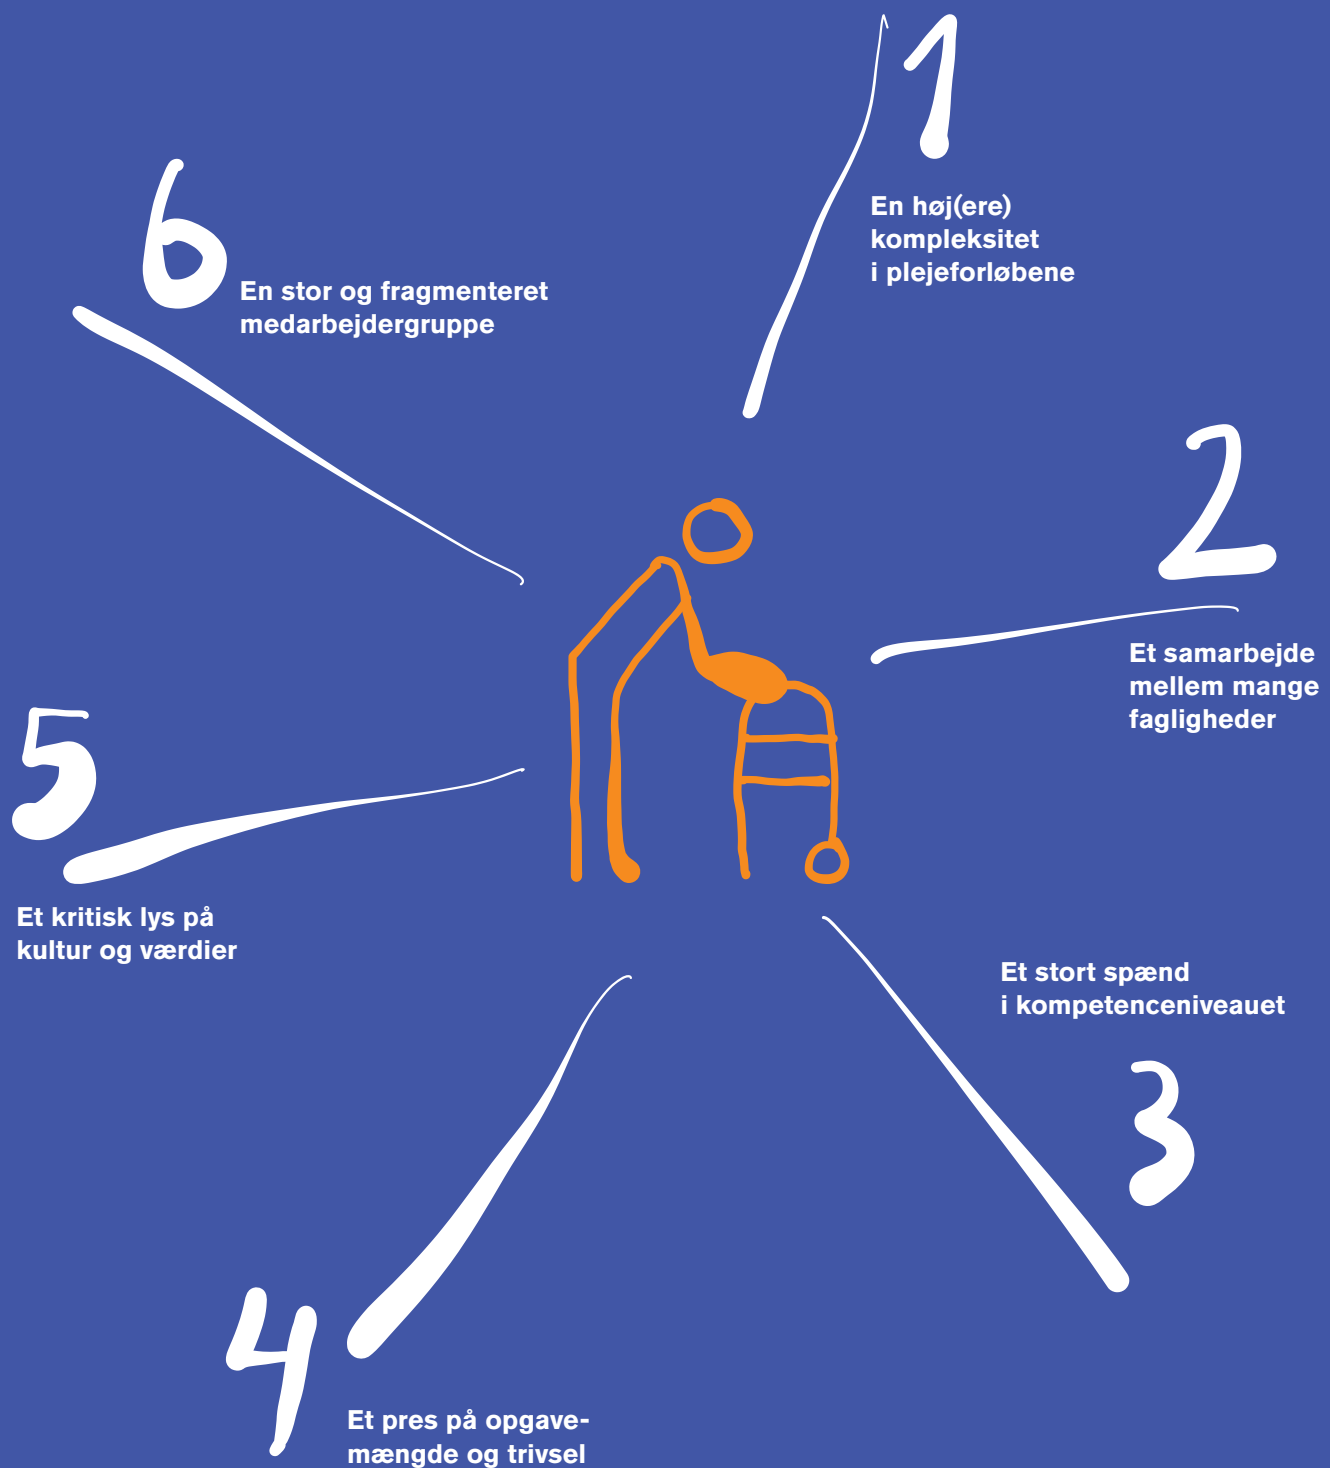 1
En høj(ere)
kompleksitet
i plejeforløbene
2
Et samarbejde
mellem mange
fagligheder
3
Et stort spænd
i kompetenceniveauet
4
Et pres på opgave-
mængde og trivsel
5
Et kritisk lys på
kultur og værdier
6
En stor og fragmenteret
medarbejdergruppe